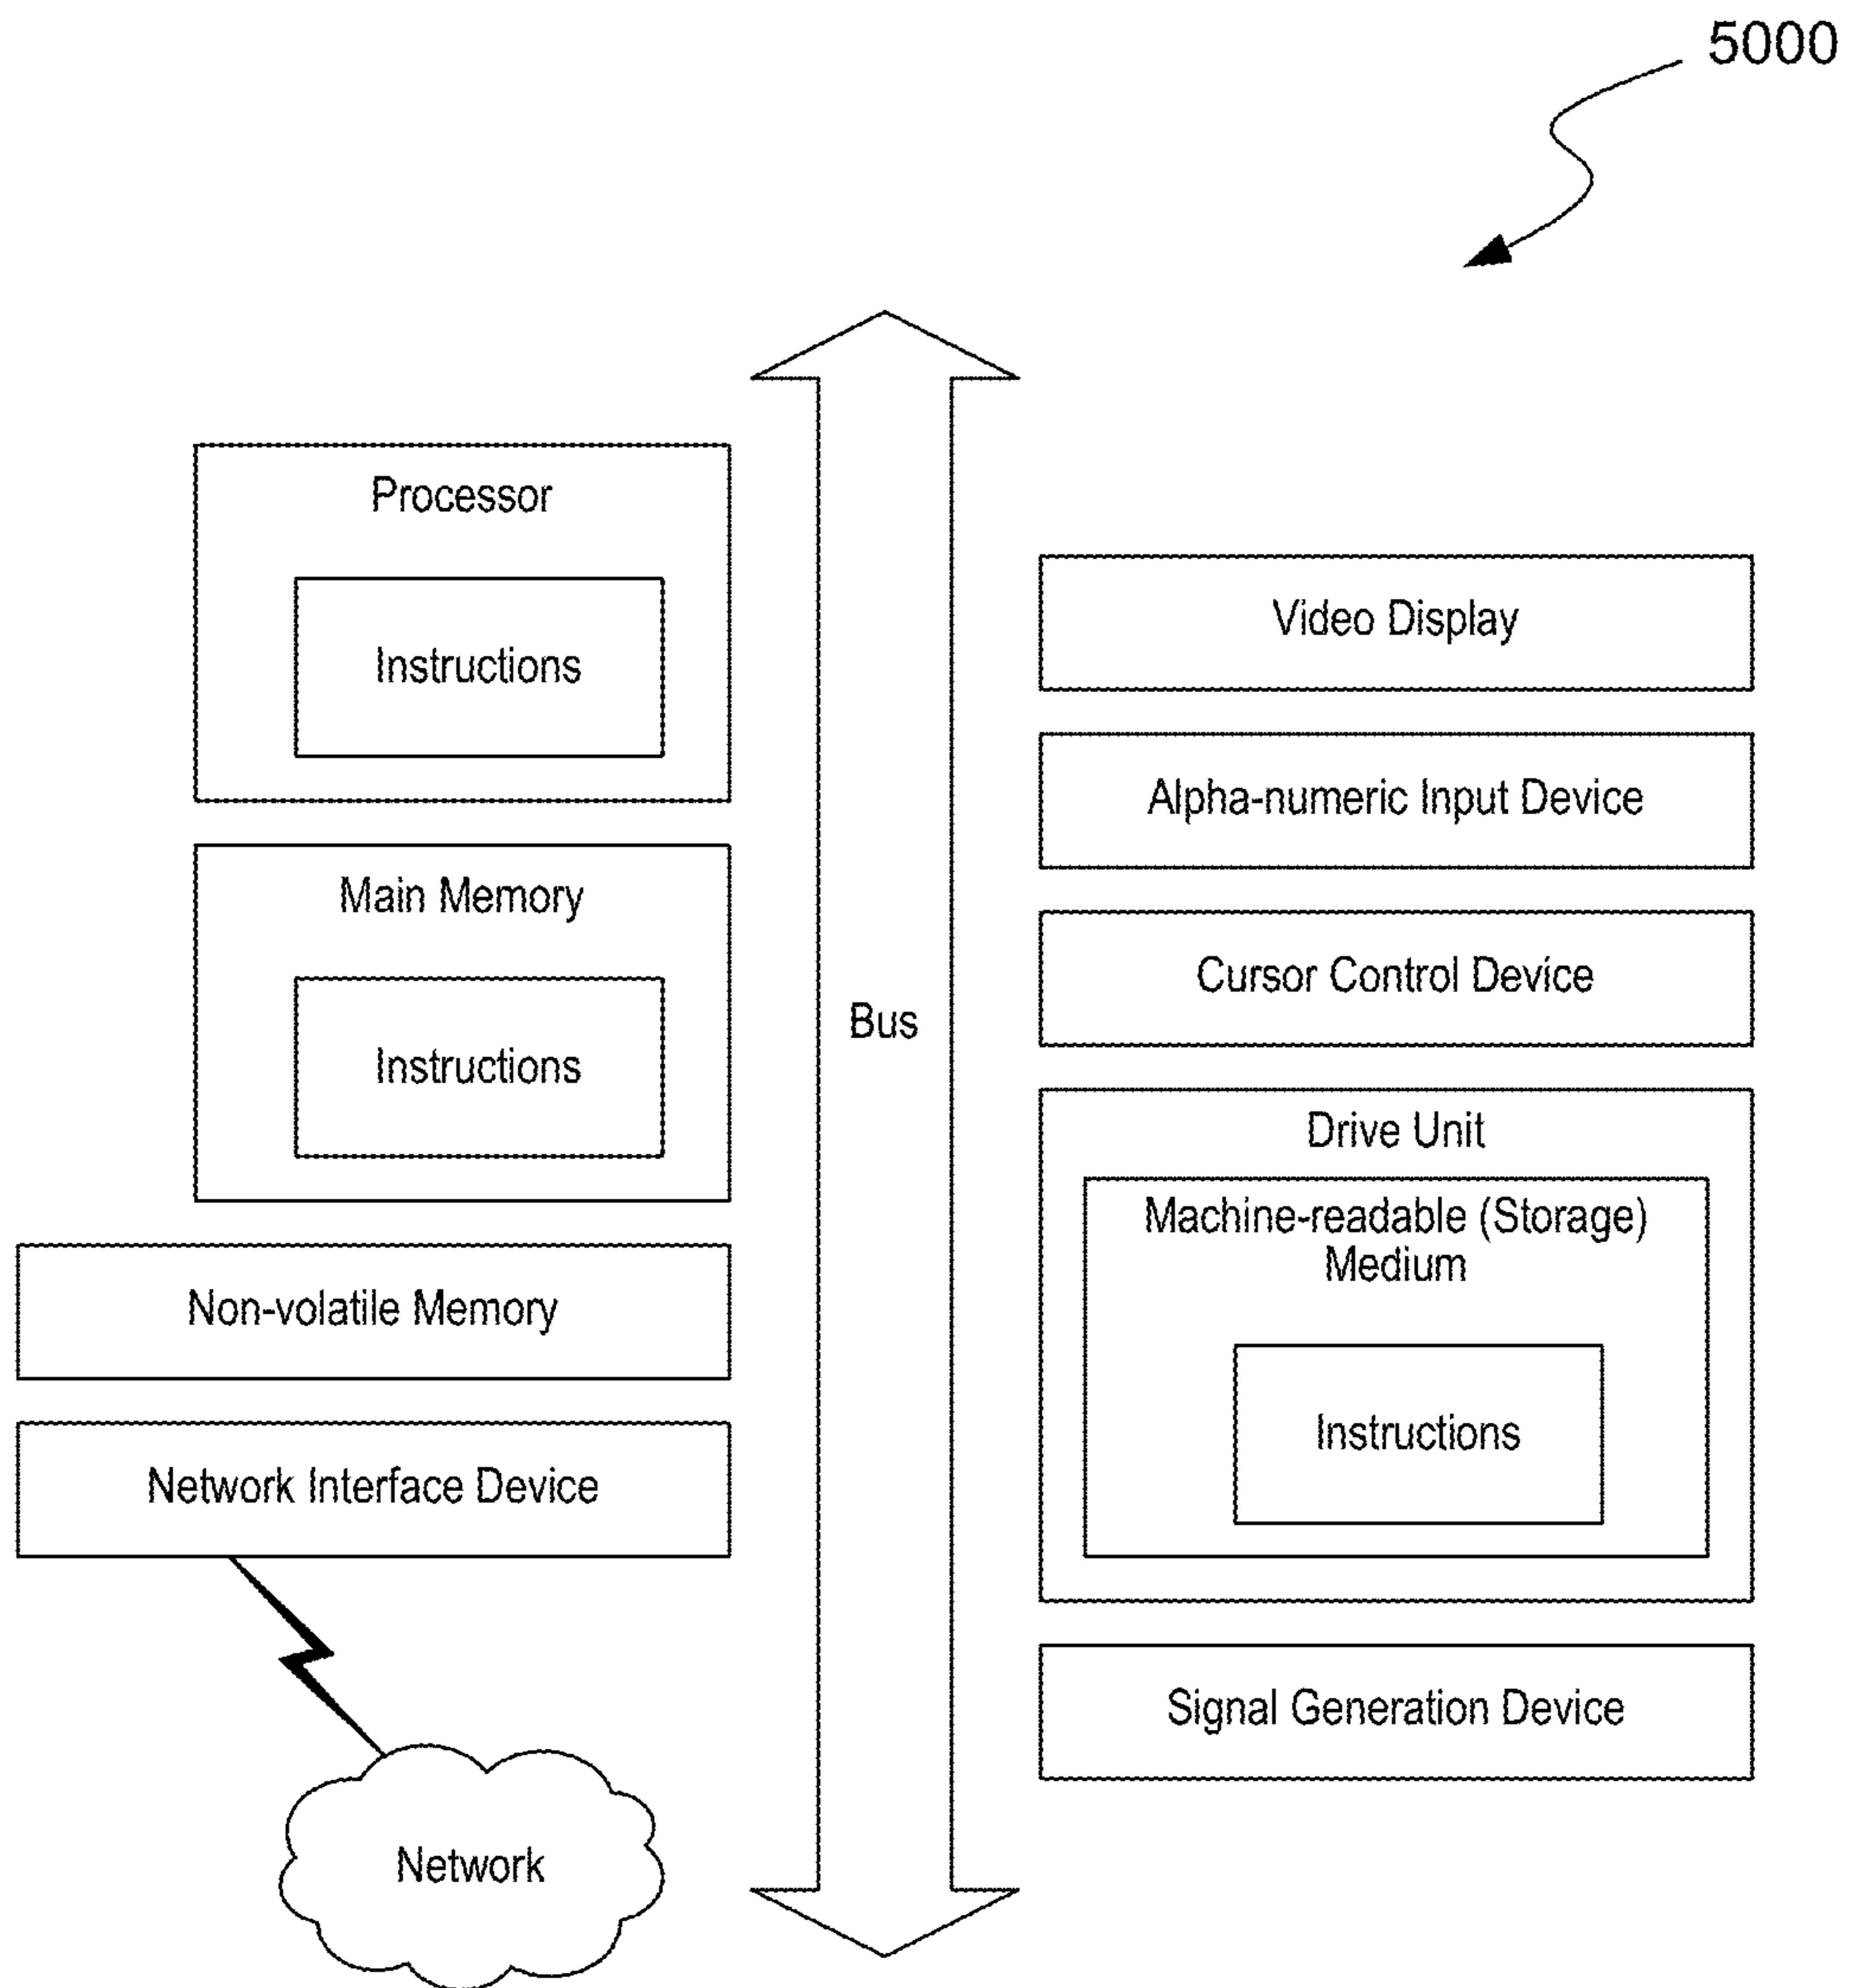 5000
Processor
Instructions
Main Memory
Instructions
Non-volatile Memory
Network Interface Device
Network
Bus
Video Display
Alpha-numeric Input Device
Cursor Control Device
Drive Unit
Machine-readable (Storage)
Medium
Instructions
Signal Generation Device